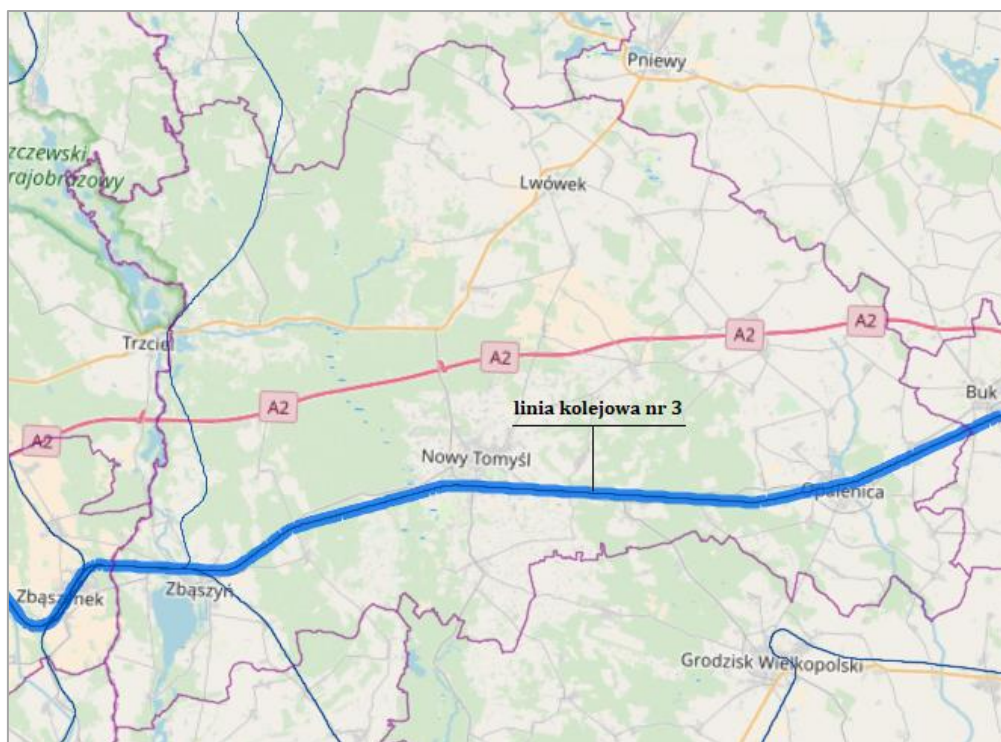 Pniewy
zczewski
rajobrazowy
Lwówek
A2
A2
Trzciel
A2
Buk
A2
linia kolejowa nr 3
A2
Nowy Tomyśl
Opalenica
Zbąszynek
Zbąszyń
Grodzisk Wielkopolski